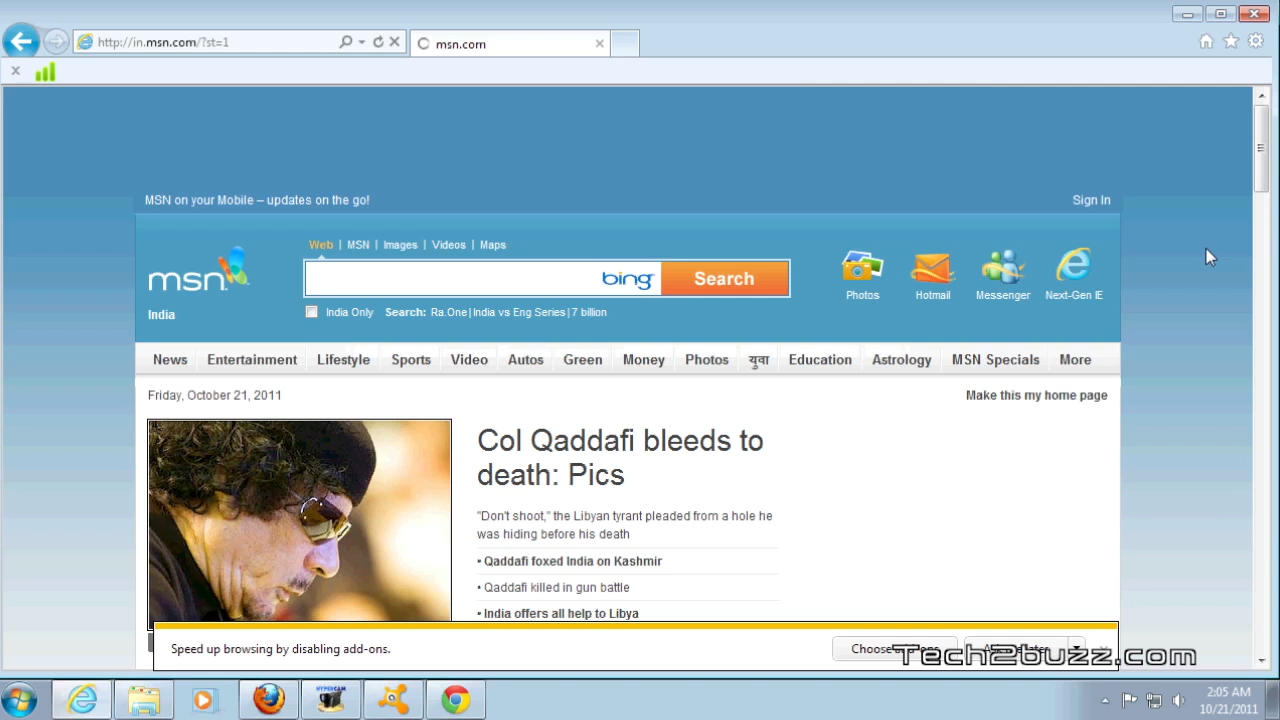 http://in.msn.com/?st=1
msn.com
MSN on your Mobile – updates on the go!
Sign In
Web | MSN | Images | Videos | Maps
msn
India
bing
Search
Photos
Hotmail
Messenger
Next-Gen IE
India Only
Search: Ra.One | India vs Eng Series | 7 billion
News Entertainment Lifestyle Sports Video Autos Green Money Photos युवा Education Astrology MSN Specials More
Friday, October 21, 2011
Make this my home page
Col Qaddafi bleeds to
death: Pics
"Don't shoot," the Libyan tyrant pleaded from a hole he
was hiding before his death
• Qaddafi foxed India on Kashmir
• Qaddafi killed in gun battle
• India offers all help to Libya
Speed up browsing by disabling add-ons.
Choose
Tech2buzz.com
HYPERCAM
2:05 AM
10/21/2011